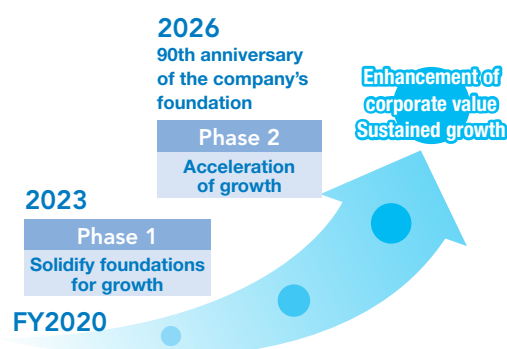 2026
90th anniversary
of the company's
foundation
Phase 2
Acceleration
of growth
Enhancement of
corporate value
Sustained growth
2023
Phase 1
Solidify foundations
for growth
FY2020